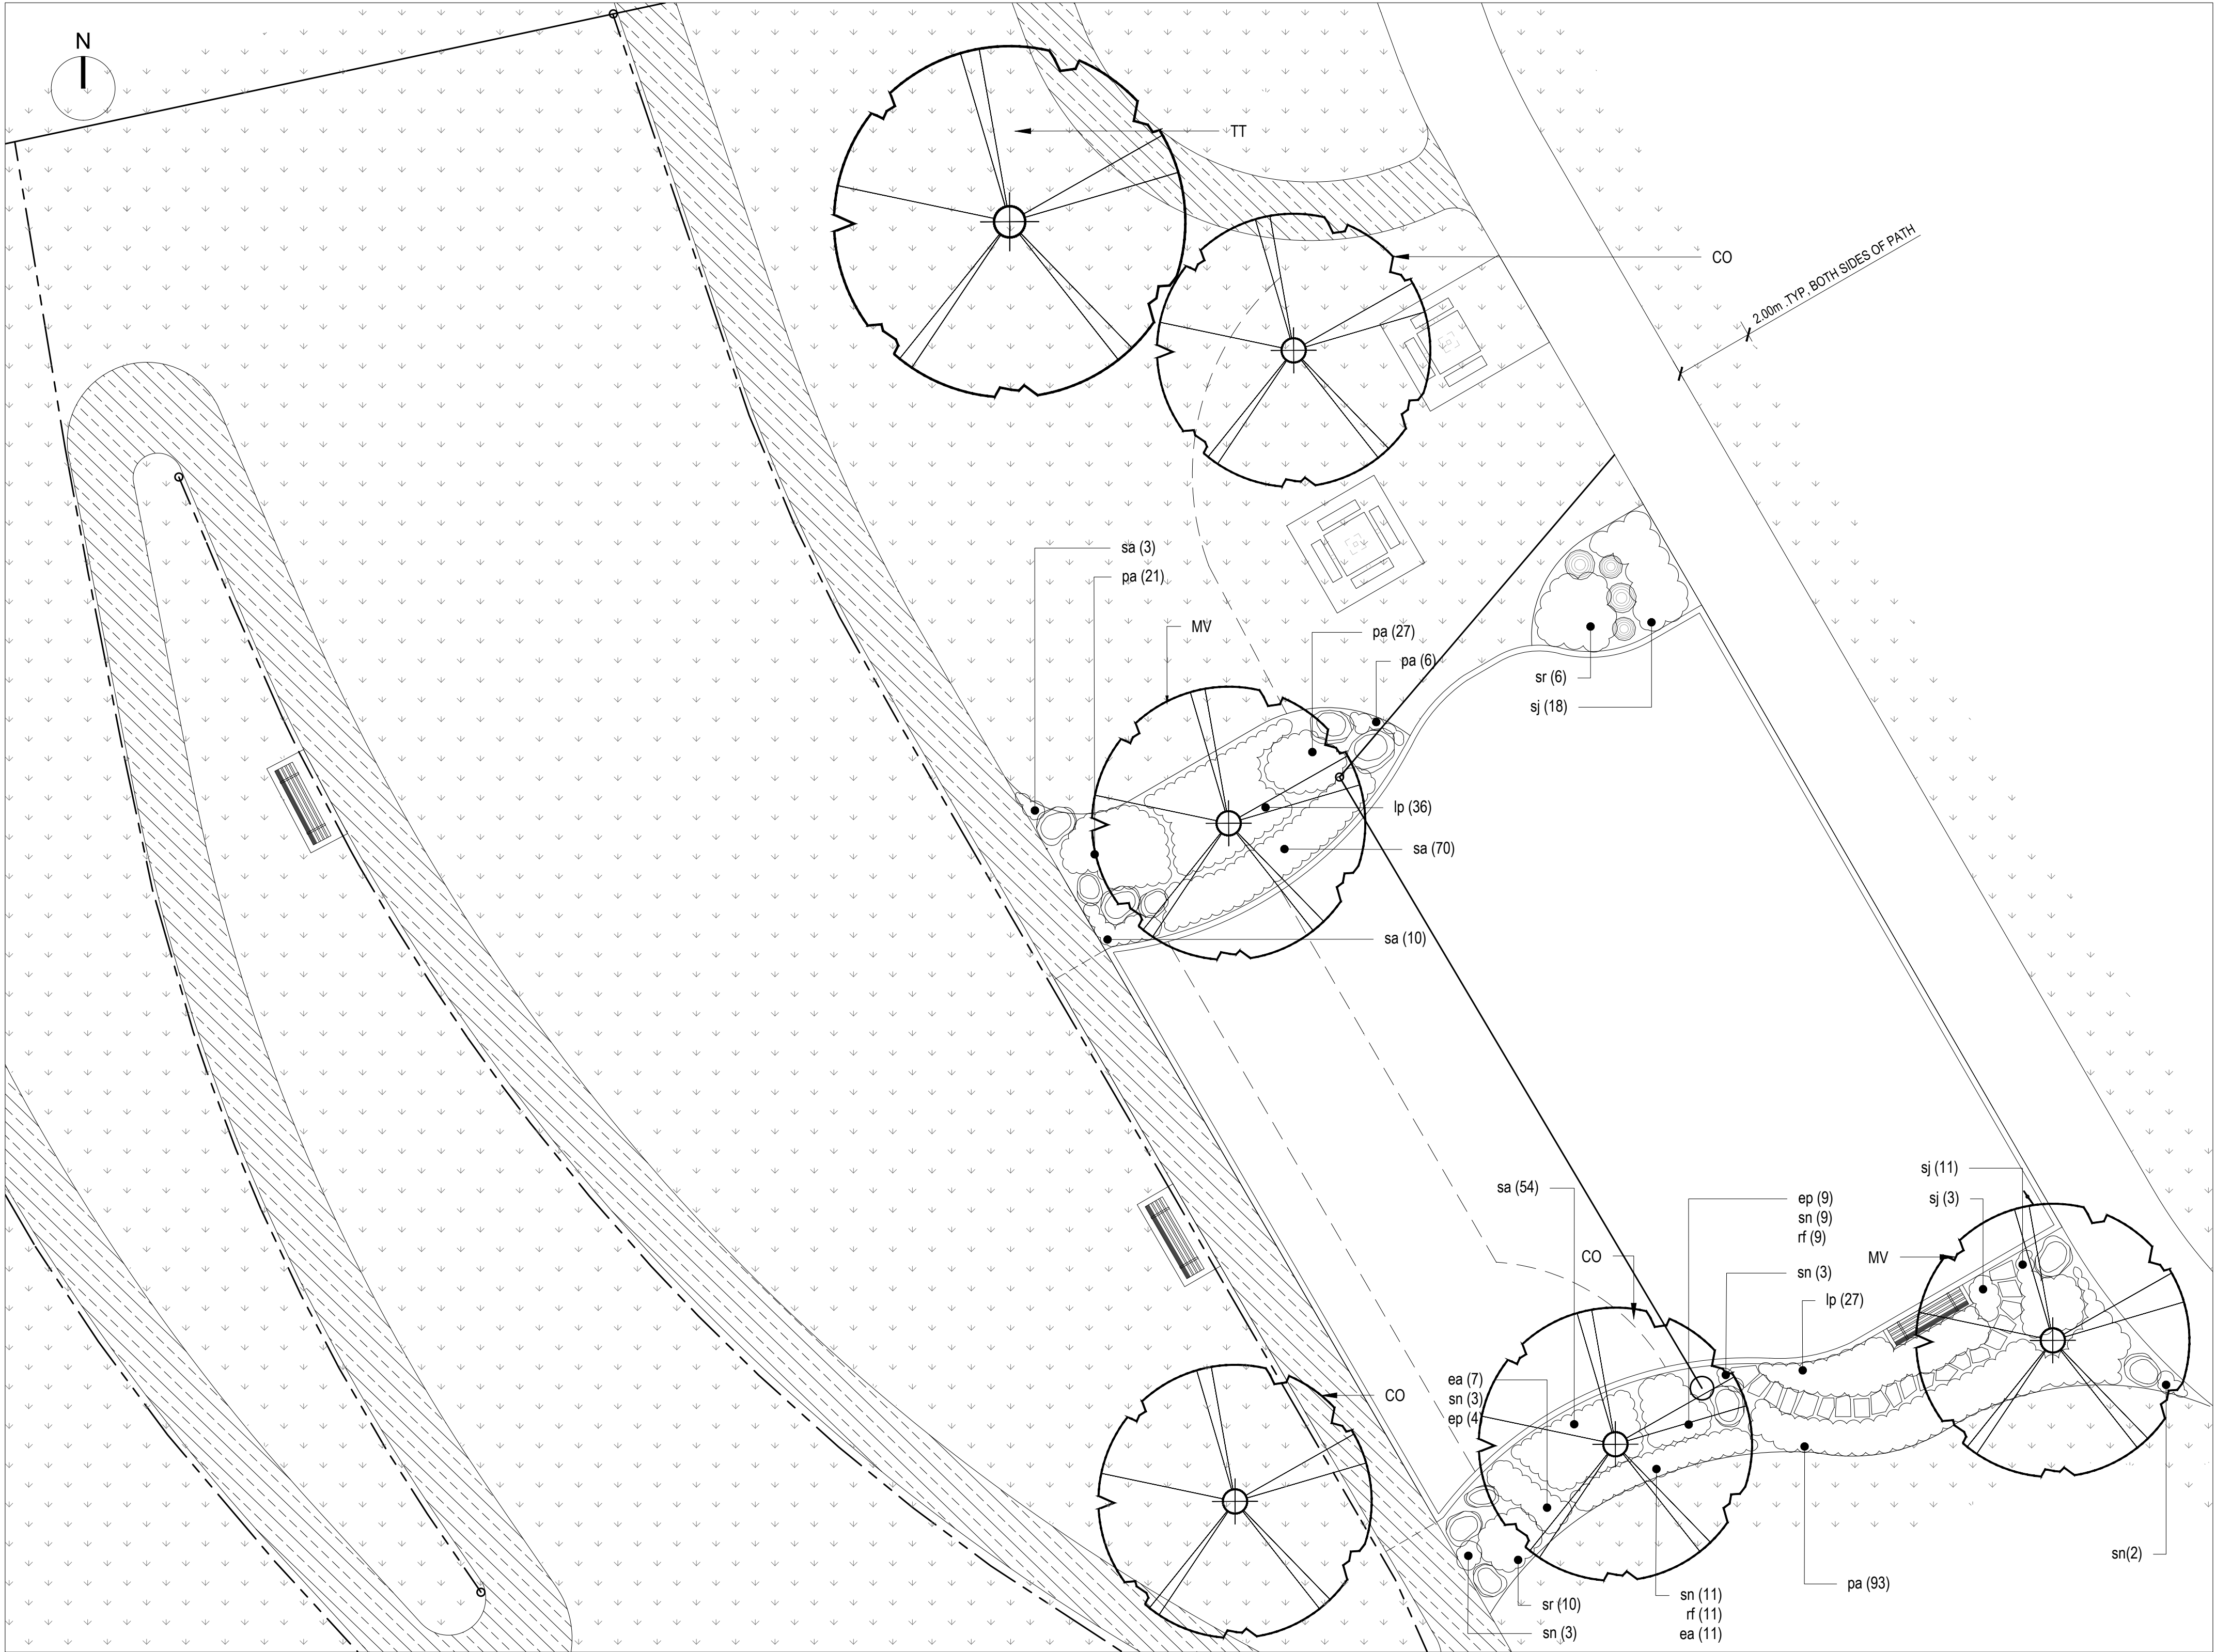 N
TT
CO
2.00m .TYP, BOTH SIDES OF PATH
sa (3)
pa (21)
MV
pa (27)
pa (6)
sr (6)
sj (18)
lp (36)
sa (70)
sa (10)
sj (11)
sa (54)
ep (9)
sn (9)
rf (9)
sj (3)
CO
MV
sn (3)
lp (27)
ea (7)
sn (3)
ep (4)
CO
sn(2)
pa (93)
sn (11)
rf (11)
ea (11)
sr (10)
sn (3)